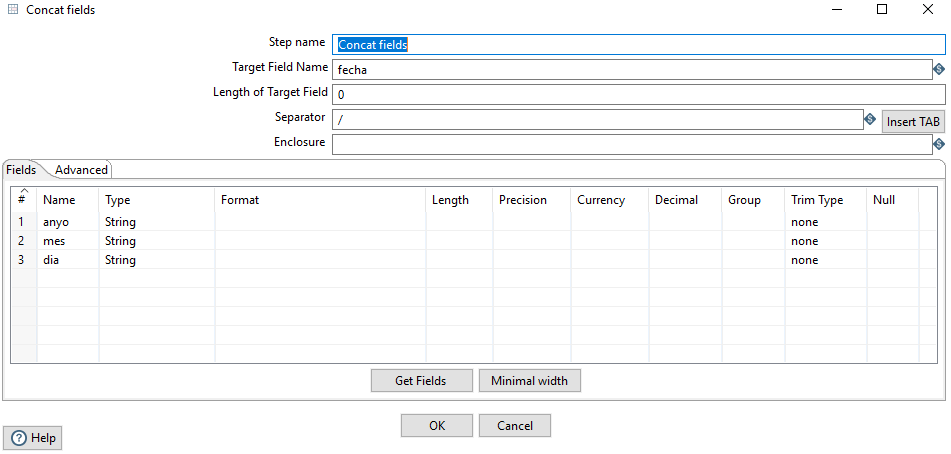 Concat fields
Step name Concat fields
Target Field Name fecha
Length of Target Field 0
Separator / Insert TAB
Enclosure
Fields Advanced
# Name Type Format Length Precision Currency Decimal Group Trim Type Null
1 anyo String none
2 mes String none
3 dia String none
Get Fields Minimal width
OK Cancel
Help